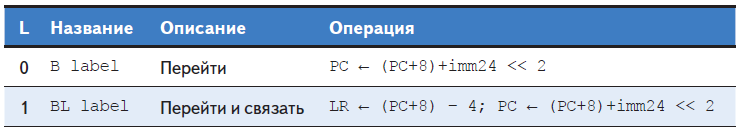 L Название Описание Операция
0 B label Перейти PC ← (PC+8)+imm24 << 2
1 BL label Перейти и связать LR ← (PC+8) − 4; PC ← (PC+8)+imm24 << 2